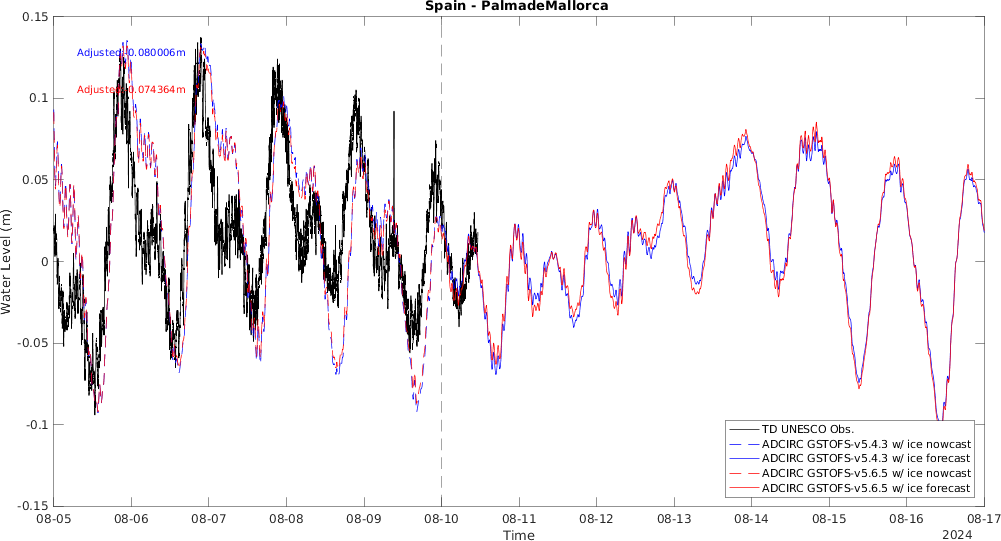 Spain - PalmadeMallorca
0.15
0.1
0.05
0
-0.05
-0.1
-0.15
Water Level (m)
Adjusted: 0.080006m
Adjusted: 0.074364m
TD UNESCO Obs.
ADCIRC GSTOFS-v5.4.3 w/ ice nowcast
ADCIRC GSTOFS-v5.4.3 w/ ice forecast
ADCIRC GSTOFS-v5.6.5 w/ ice nowcast
ADCIRC GSTOFS-v5.6.5 w/ ice forecast
08-05 08-06 08-07 08-08 08-09 08-10 08-11 08-12 08-13 08-14 08-15 08-16 08-17
Time
2024